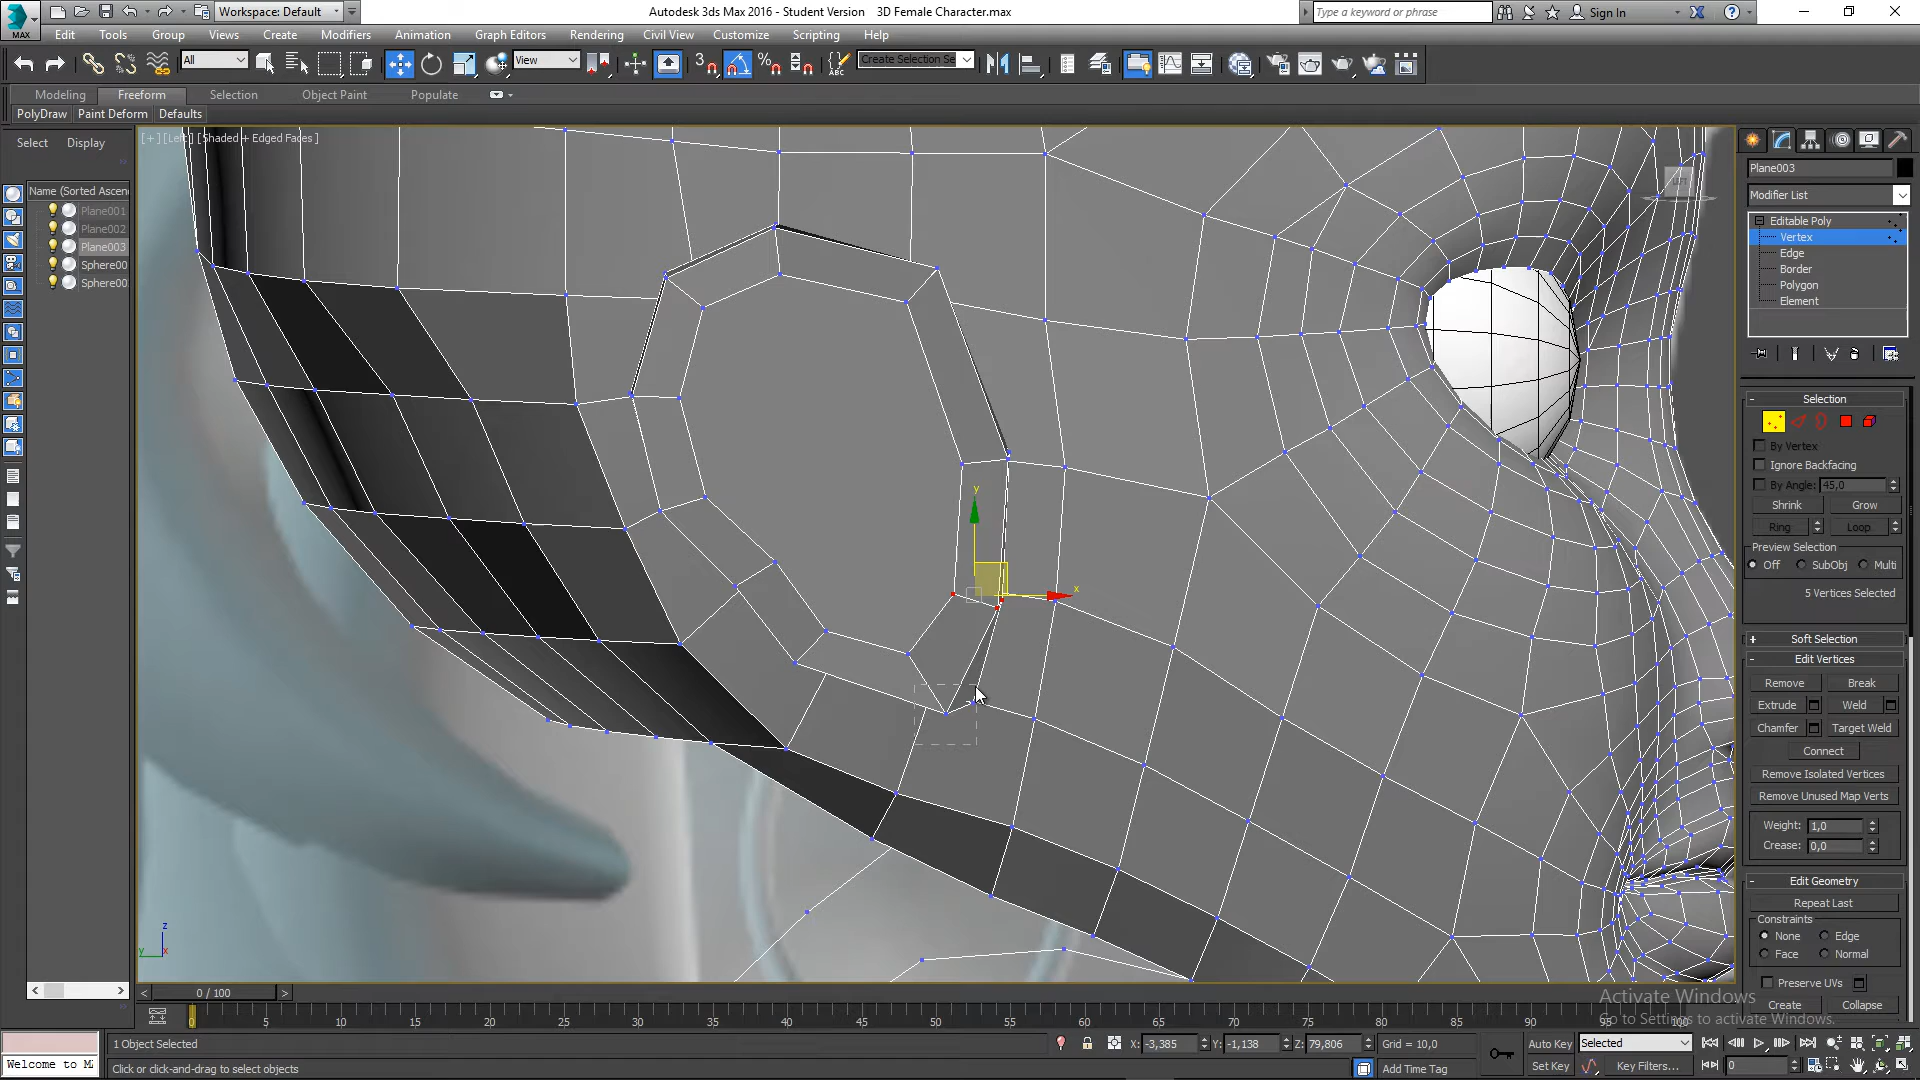 MAX
Workspace: Default
Autodesk 3ds Max 2016 - Student Version    3D Female Character.max
Type a keyword or phrase
Sign In
Edit Tools Group Views Create Modifiers Animation Graph Editors Rendering Civil View Customize Scripting Help
All
View
3
Create Selection Se
Modeling Freeform Selection Object Paint Populate
PolyDraw Paint Deform Defaults
Select Display
[+] [Left] [Shaded + Edged Faces ]
Name (Sorted Ascen
Plane001
Plane002
Plane003
Sphere00
Sphere00
y
x
z
y
x
Plane003
Modifier List
Editable Poly
Vertex
Edge
Border
Polygon
Element
- Selection
By Vertex
Ignore Backfacing
By Angle: 45,0
Shrink Grow
Ring Loop
Preview Selection
Off SubObj Multi
5 Vertices Selected
+ Soft Selection
- Edit Vertices
Remove Break
Extrude Weld
Chamfer Target Weld
Connect
Remove Isolated Vertices
Remove Unused Map Verts
Weight: 1,0
Crease: 0,0
- Edit Geometry
Repeat Last
Constraints
None Edge
Face Normal
Preserve UVs
Create Collapse
Activate Windows
Go to Settings to activate Windows.
< 0 / 100 >
0 5 10 15 20 25 30 35 40 45 50 55 60 65 70 75 80 85 90 95 100
1 Object Selected
X: -3,385 Y: -1,138 Z: 79,806 Grid = 10,0
Auto Key Selected
Welcome to M
Click or click-and-drag to select objects
Add Time Tag
Set Key Key Filters...
0